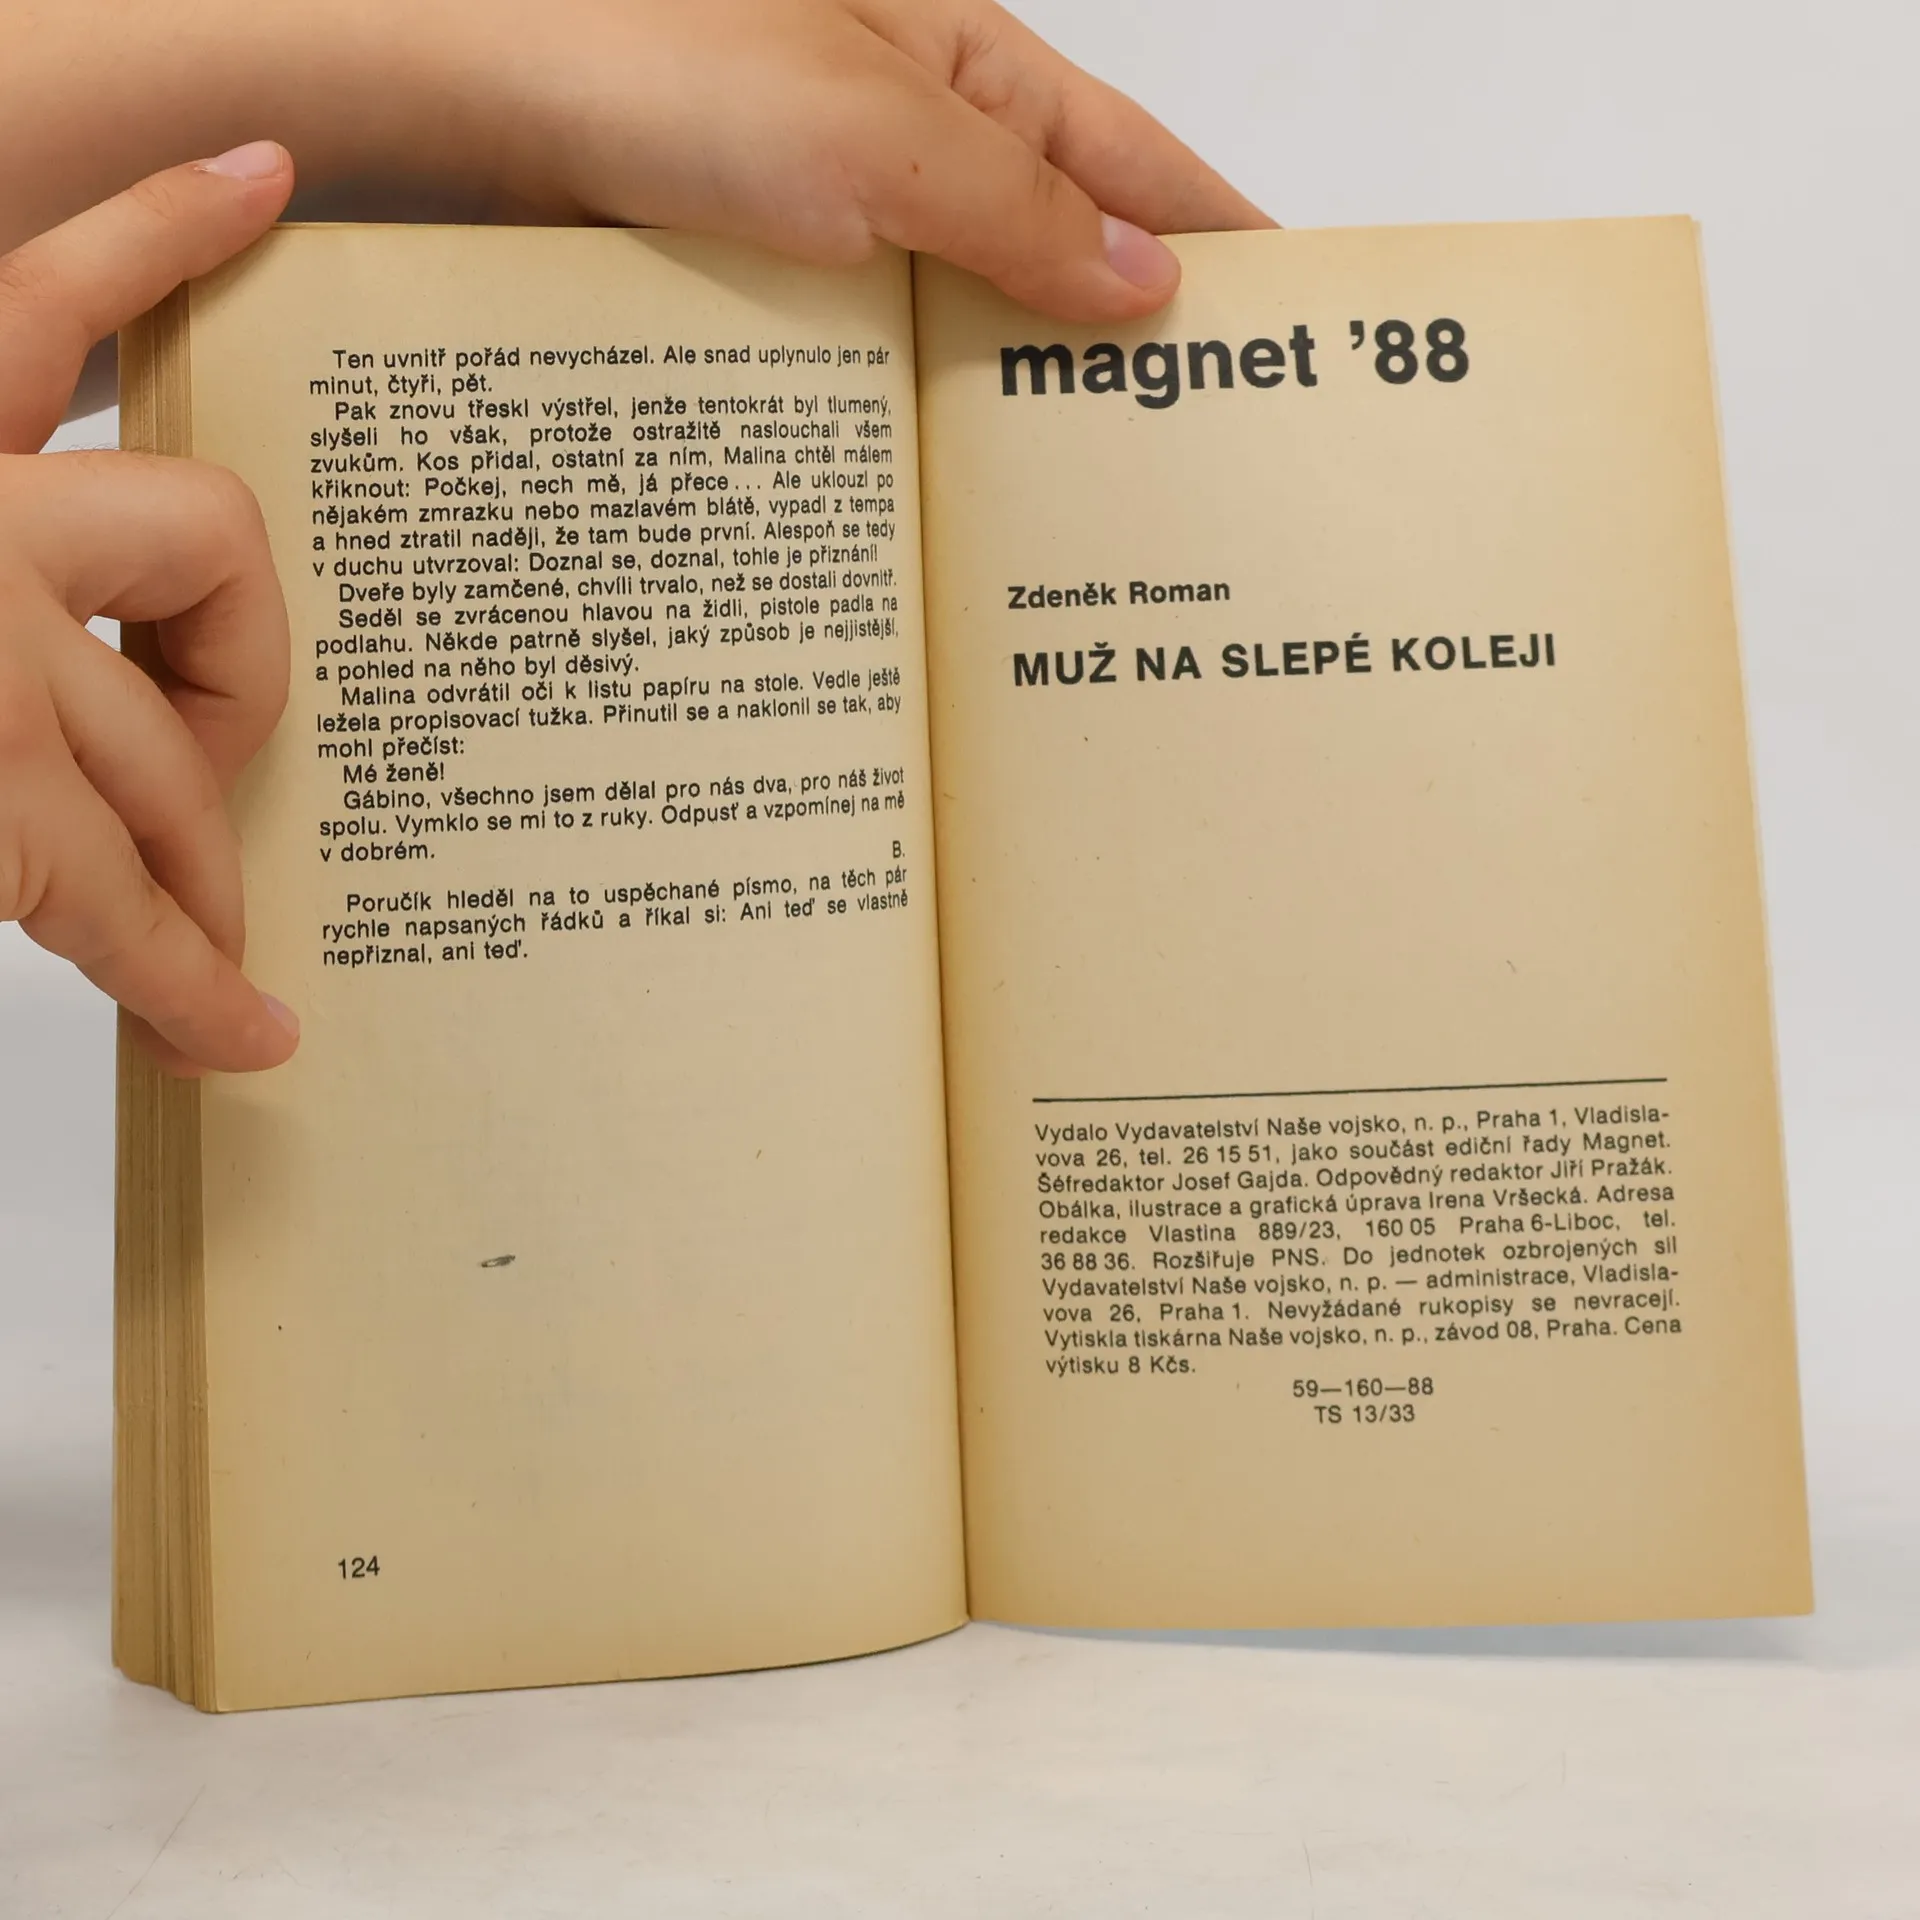 Ten uvnitř pořád nevycházel. Ale snad uplynulo jen pár
minut, čtyři, pět.
Pak znovu třeskl výstřel, jenže tentokrát byl tlumený,
slyšeli ho však, protože ostražitě naslouchali všem
zvukům. Kos přidal, ostatní za ním, Malina chtěl málem
křiknout: Počkej, nech mě, já přece... Ale uklouzl po
nějakém zmrazku nebo mazlavém blátě, vypadl z tempa
a hned ztratil naději, že tam bude první. Alespoň se tedy
v duchu utvrzoval: Doznal se, doznal, tohle je přiznání!
Dveře byly zamčené, chvíli trvalo, než se dostali dovnitř.
Seděl se zvrácenou hlavou na židli, pistole padla na
podlahu. Někde patrně slyšel, jaký způsob je nejjistější,
a pohled na něho byl děsivý.
Malina odvrátil oči k listu papíru na stole. Vedle ještě
ležela propisovací tužka. Přinutil se a naklonil se tak, aby
mohl přečíst:
Mé ženě!
Gábino, všechno jsem dělal pro nás dva, pro náš život
spolu. Vymklo se mi to z ruky. Odpusť a vzpomínej na mě
v dobrém.
B.
Poručík hleděl na to uspěchané písmo, na těch pár
rychle napsaných řádků a říkal si: Ani teď se vlastně
nepřiznal, ani teď.
124
magnet '88
Zdeněk Roman
MUŽ NA SLEPÉ KOLEJI
Vydalo Vydavatelství Naše vojsko, n. p., Praha 1, Vladisla-
vova 26, tel. 26 15 51, jako součást ediční řady Magnet.
Šéfredaktor Josef Gajda. Odpovědný redaktor Jiří Pražák.
Obálka, ilustrace a grafická úprava Irena Vršecká. Adresa
redakce Vlastina 889/23, 160 05 Praha 6-Liboc, tel.
36 88 36. Rozšiřuje PNS. Do jednotek ozbrojených sil
Vydavatelství Naše vojsko, n. p. — administrace, Vladisla-
vova 26, Praha 1. Nevyžádané rukopisy se nevracejí.
Vytiskla tiskárna Naše vojsko, n. p., závod 08, Praha. Cena
výtisku 8 Kčs.
59—160—88
TS 13/33